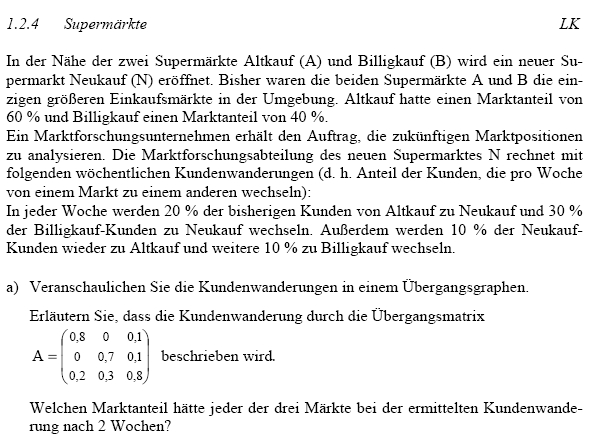 1.2.4 Supermärkte LK
In der Nähe der zwei Supermärkte Altkauf (A) und Billigkauf (B) wird ein neuer Su-
permarkt Neukauf (N) eröffnet. Bisher waren die beiden Supermärkte A und B die ein-
zigen größeren Einkaufsmärkte in der Umgebung. Altkauf hatte einen Marktanteil von
60 % und Billigkauf einen Marktanteil von 40 %.
Ein Marktforschungsunternehmen erhält den Auftrag, die zukünftigen Marktpositionen
zu analysieren. Die Marktforschungsabteilung des neuen Supermarktes N rechnet mit
folgenden wöchentlichen Kundenwanderungen (d. h. Anteil der Kunden, die pro Woche
von einem Markt zu einem anderen wechseln):
In jeder Woche werden 20 % der bisherigen Kunden von Altkauf zu Neukauf und 30 %
der Billigkauf-Kunden zu Neukauf wechseln. Außerdem werden 10 % der Neukauf-
Kunden wieder zu Altkauf und weitere 10 % zu Billigkauf wechseln.
a) Veranschaulichen Sie die Kundenwanderungen in einem Übergangsgraphen.
Erläutern Sie, dass die Kundenwanderung durch die Übergangsmatrix
0,8 0 0,1
A = 0 0,7 0,1 beschrieben wird.
0,2 0,3 0,8
Welchen Marktanteil hätte jeder der drei Märkte bei der ermittelten Kundenwande-
rung nach 2 Wochen?